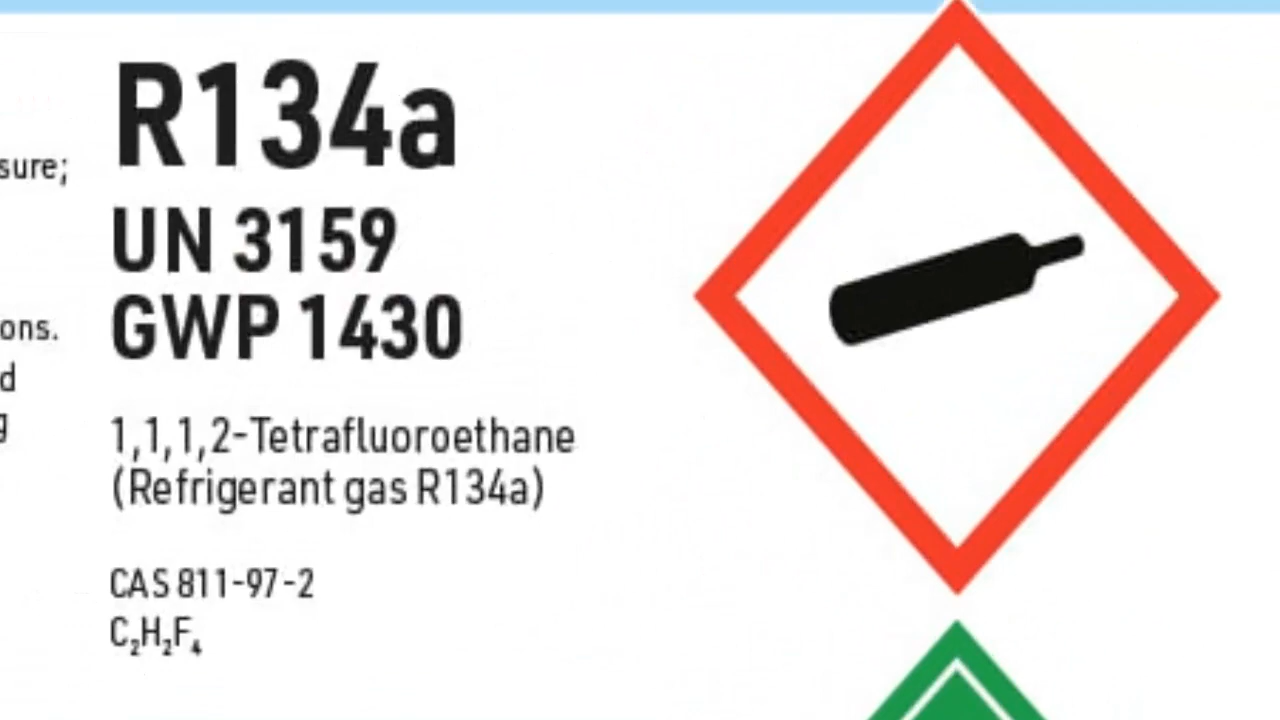 sure;
ons.
d
g
R134a
UN 3159
GWP 1430
1,1,1,2-Tetrafluoroethane
(Refrigerant gas R134a)
CAS 811-97-2
C₂H₂F₄